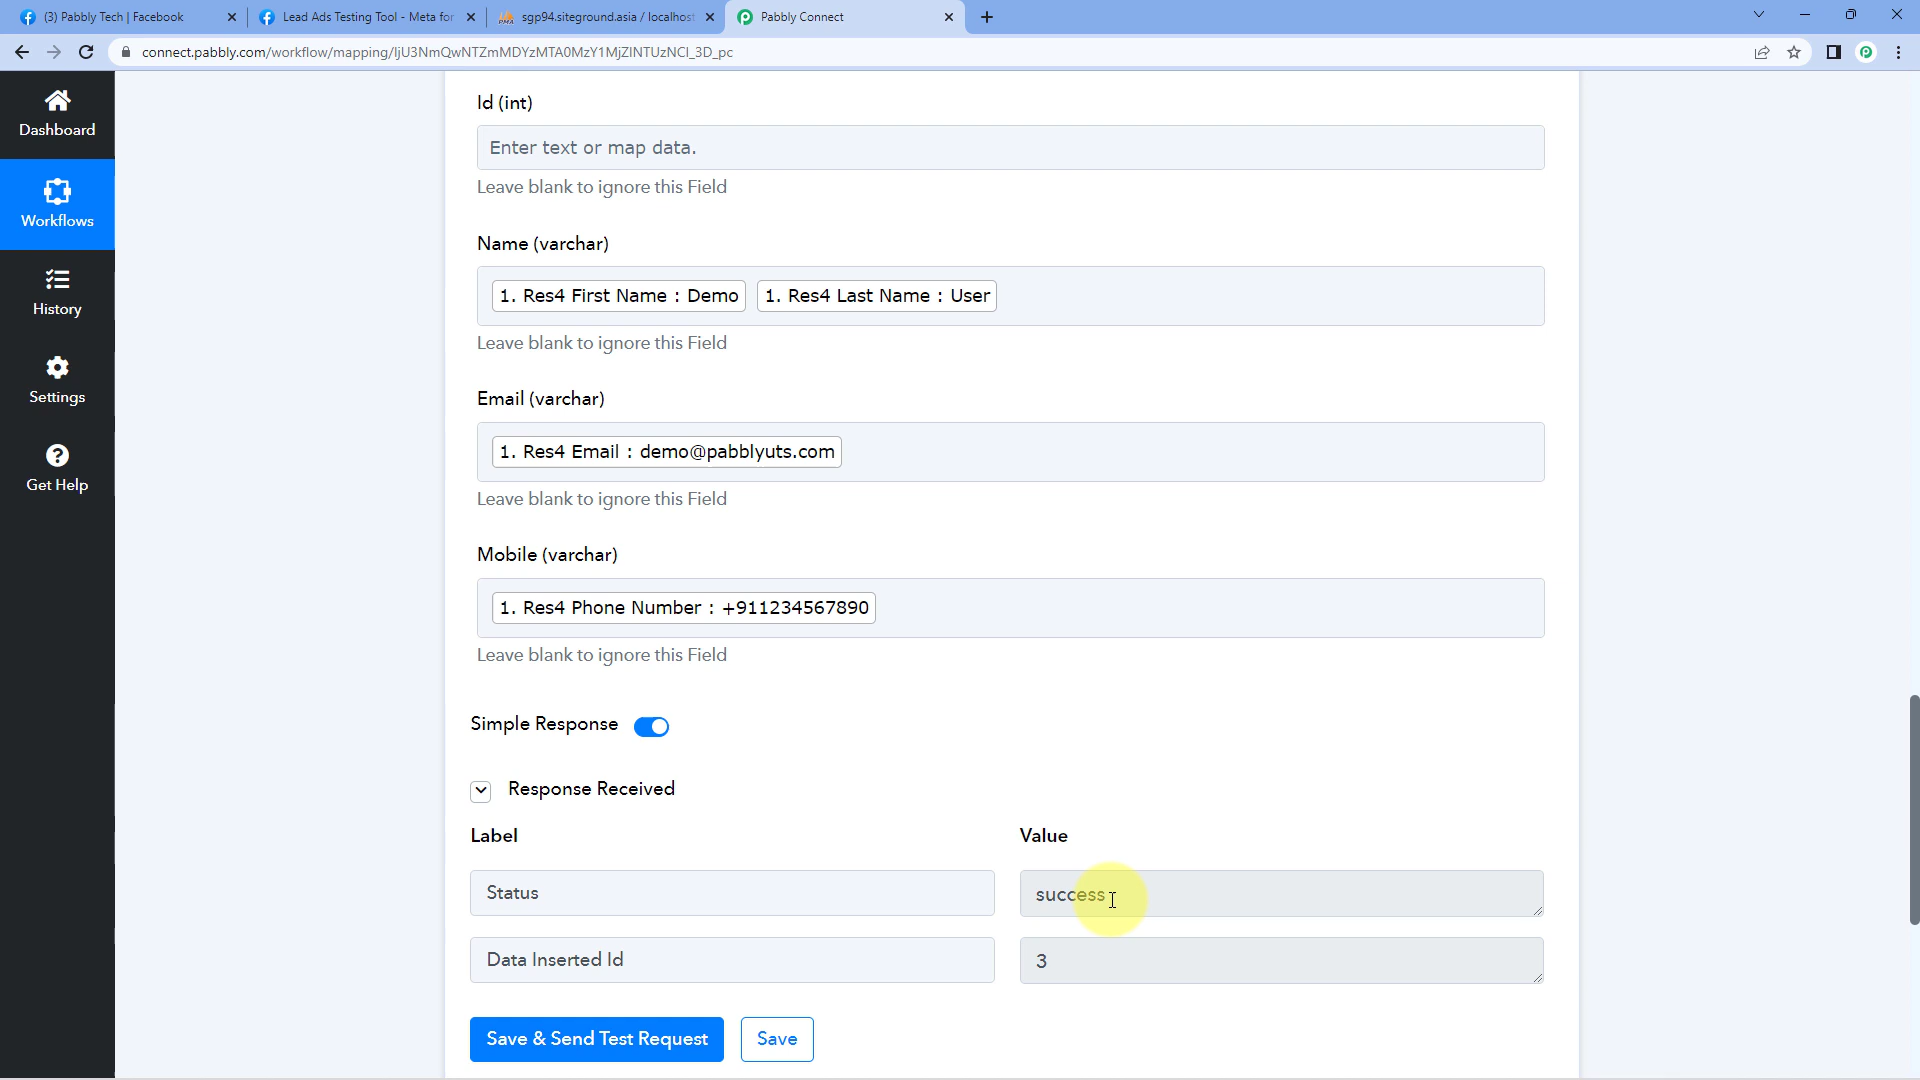 (3) Pabbly Tech | Facebook
Lead Ads Testing Tool - Meta for
sgp94.siteground.asia / localhost
Pabbly Connect
connect.pabbly.com/workflow/mapping/IjU3NmQwNTZmMDYzMTA0MzY1MjZlNTUzNCI_3D_pc
Dashboard
Workflows
History
Settings
Get Help
Id (int)
Enter text or map data.
Leave blank to ignore this Field
Name (varchar)
1. Res4 First Name : Demo 1. Res4 Last Name : User
Leave blank to ignore this Field
Email (varchar)
1. Res4 Email : demo@pabblyuts.com
Leave blank to ignore this Field
Mobile (varchar)
1. Res4 Phone Number : +911234567890
Leave blank to ignore this Field
Simple Response
Response Received
Label Value
Status success
Data Inserted Id 3
Save & Send Test Request Save